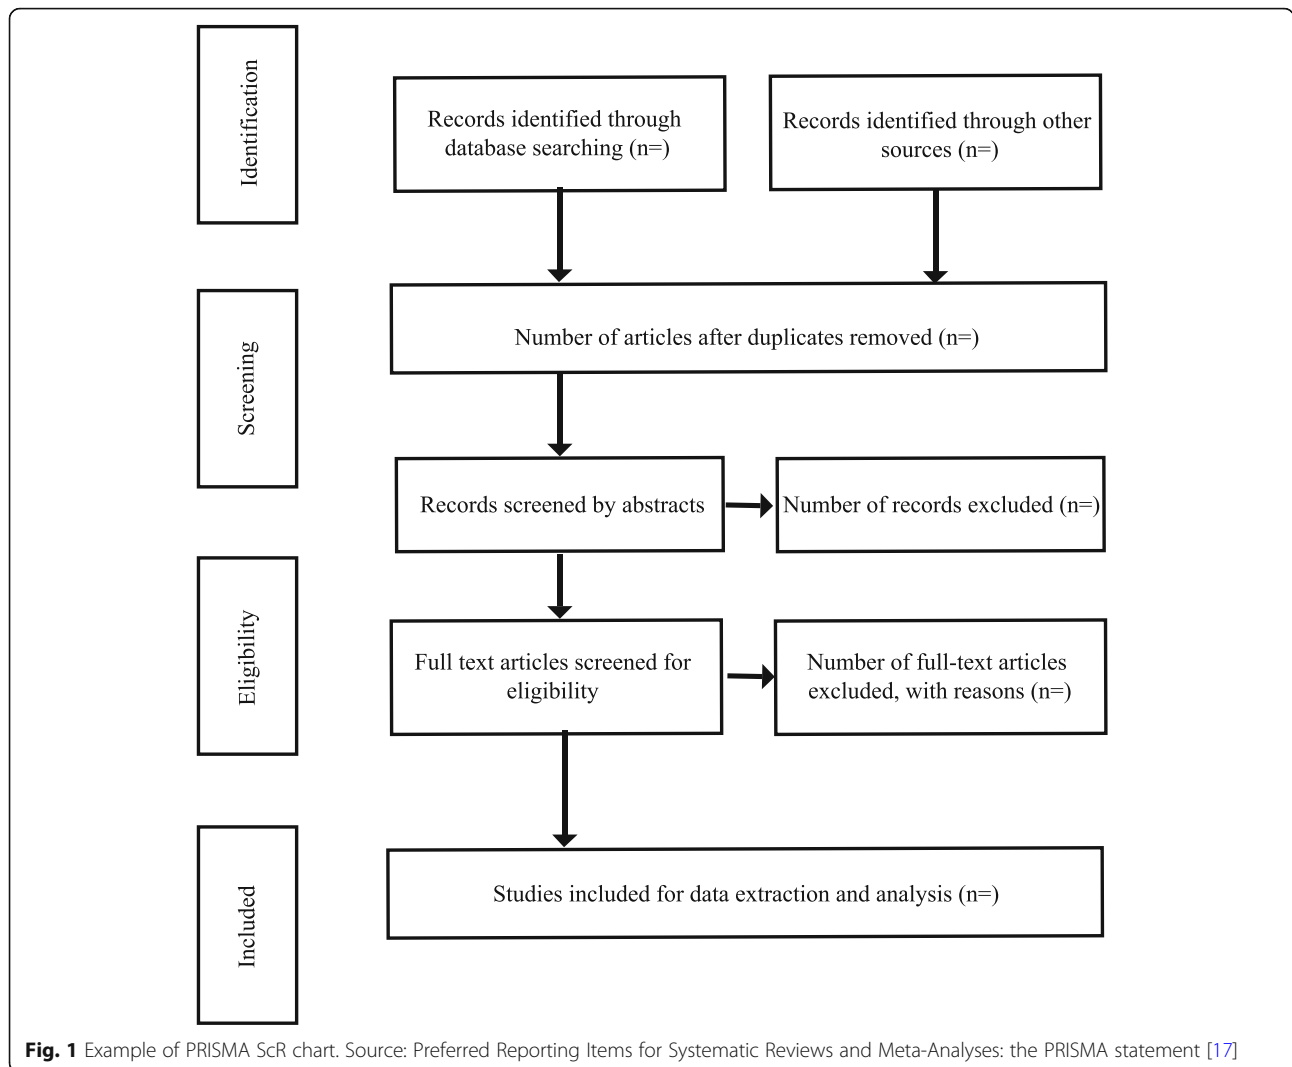 Identification
Records identified through
database searching (n=)
Records identified through other
sources (n=)
Screening
Number of articles after duplicates removed (n=)
Records screened by abstracts
Number of records excluded (n=)
Eligibility
Full text articles screened for
eligibility
Number of full-text articles
excluded, with reasons (n=)
Included
Studies included for data extraction and analysis (n=)
Fig. 1 Example of PRISMA ScR chart. Source: Preferred Reporting Items for Systematic Reviews and Meta-Analyses: the PRISMA statement [17]